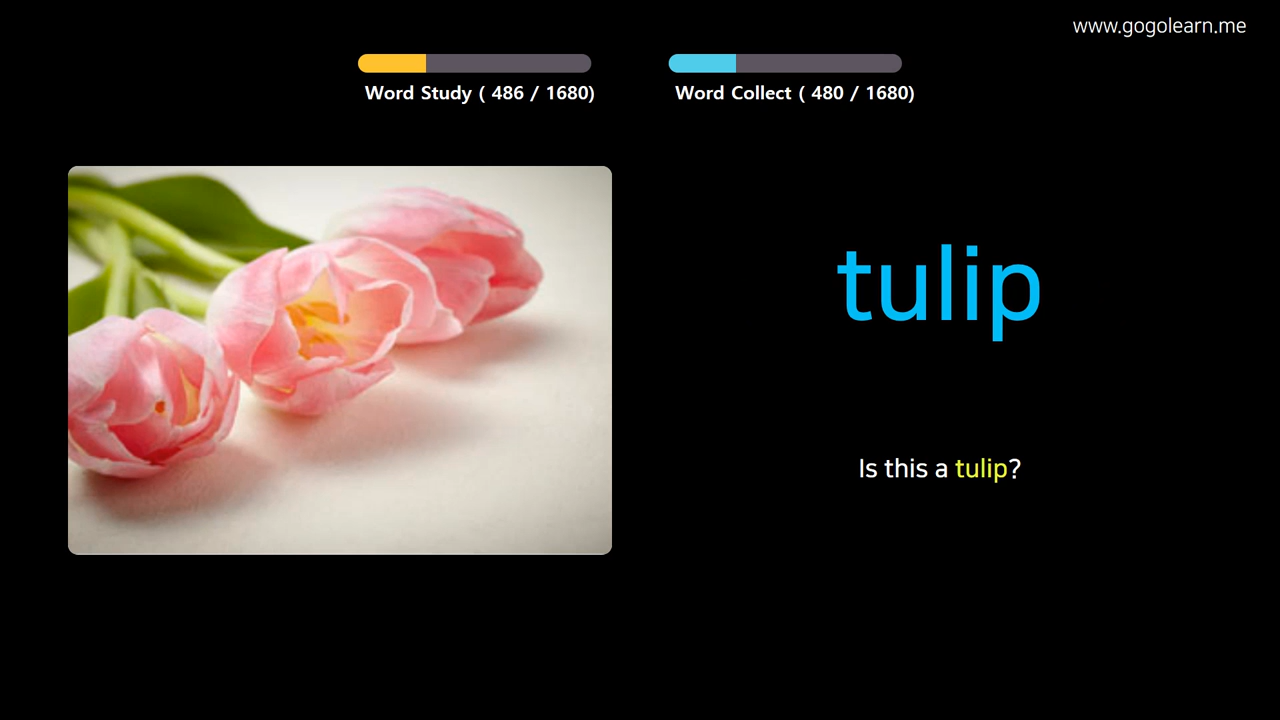 www.gogolearn.me
Word Study ( 486 / 1680)
Word Collect ( 480 / 1680)
tulip
Is this a tulip?